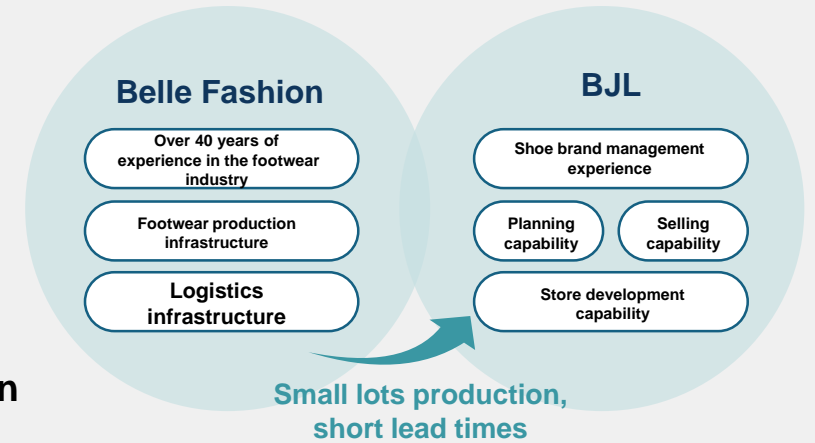 Belle Fashion
Over 40 years of
experience in the footwear
industry
Footwear production
infrastructure
Logistics
infrastructure
BJL
Shoe brand management
experience
Planning
capability
Selling
capability
Store development
capability
n
Small lots production,
short lead times